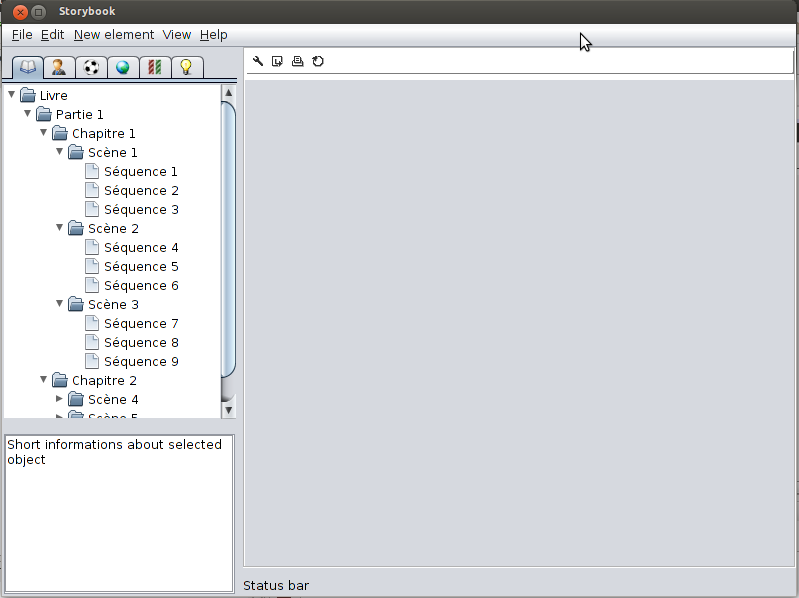 Storybook
File Edit New element View Help
Livre
Partie 1
Chapitre 1
Scène 1
Séquence 1
Séquence 2
Séquence 3
Scène 2
Séquence 4
Séquence 5
Séquence 6
Scène 3
Séquence 7
Séquence 8
Séquence 9
Chapitre 2
Scène 4
Scène 5
Short informations about selected
object
Status bar